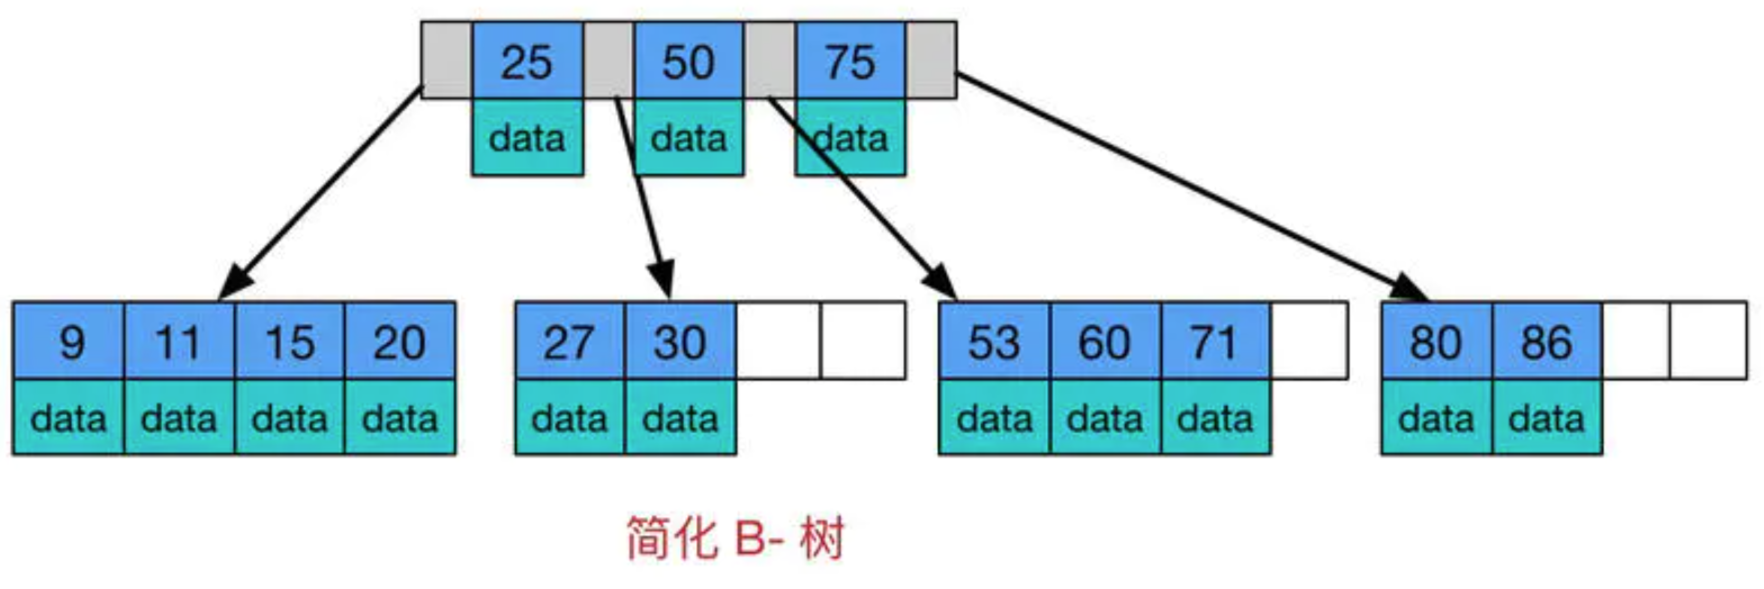 25 50 75
data data data
9 11 15 20 27 30 53 60 71 80 86
data data data data data data data data data data data
简化 B- 树